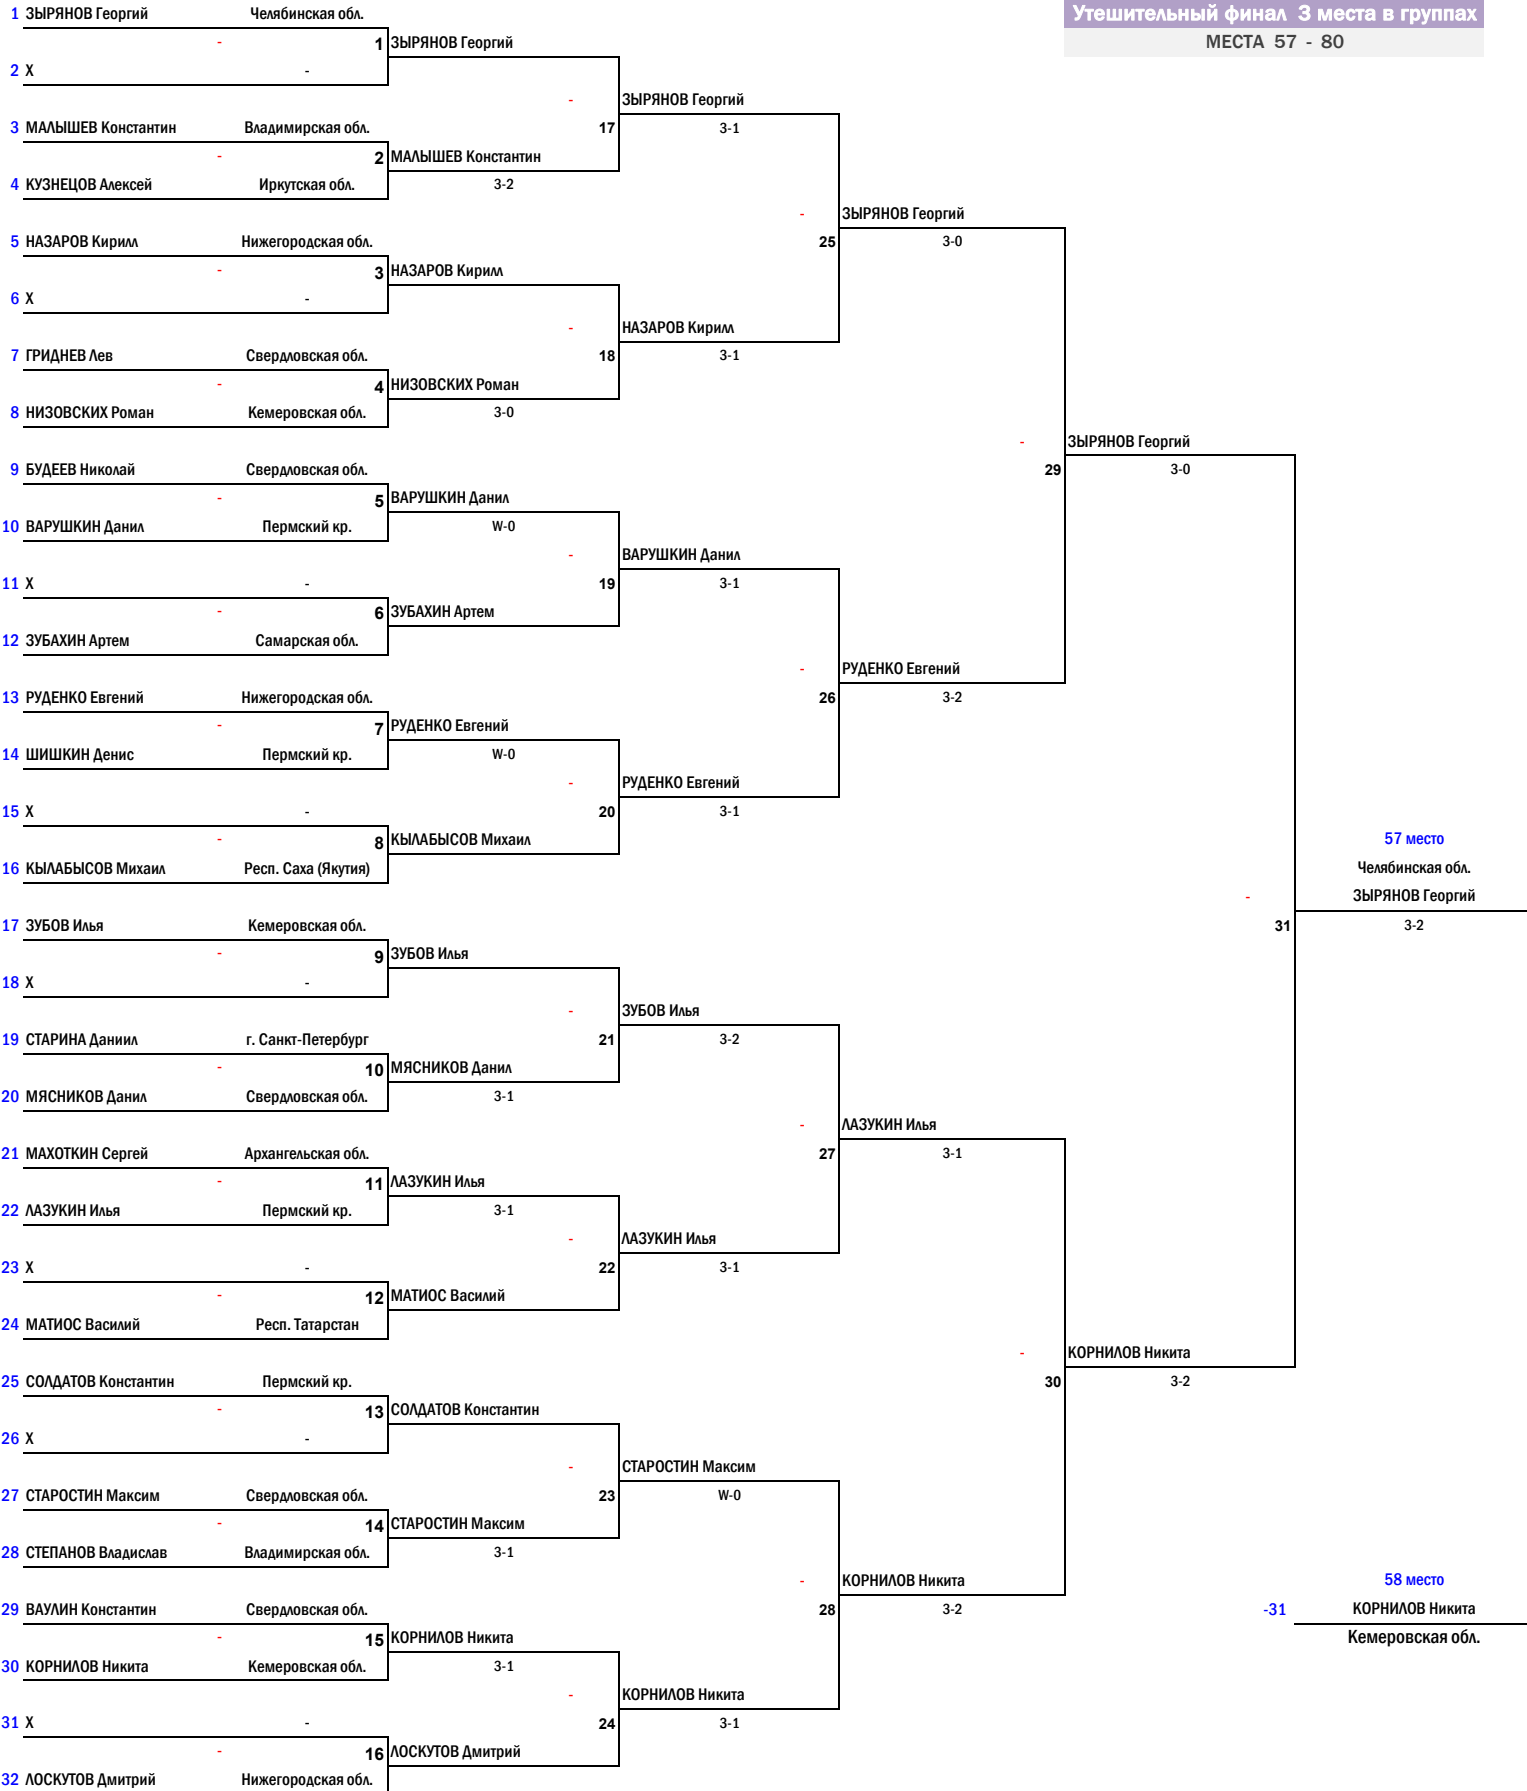 Утешительный финал 3 места в группах
МЕСТА 57 - 80
1 ЗЫРЯНОВ Георгий Челябинская обл.
- 1 ЗЫРЯНОВ Георгий
2 X -
- ЗЫРЯНОВ Георгий
3 МАЛЫШЕВ Константин Владимирская обл. 17 3-1
- 2 МАЛЫШЕВ Константин
4 КУЗНЕЦОВ Алексей Иркутская обл. 3-2
- ЗЫРЯНОВ Георгий
5 НАЗАРОВ Кирилл Нижегородская обл. 25 3-0
- 3 НАЗАРОВ Кирилл
6 X -
- НАЗАРОВ Кирилл
7 ГРИДНЕВ Лев Свердловская обл. 18 3-1
- 4 НИЗОВСКИХ Роман
8 НИЗОВСКИХ Роман Кемеровская обл. 3-0
- ЗЫРЯНОВ Георгий
9 БУДЕЕВ Николай Свердловская обл. 29 3-0
- 5 ВАРУШКИН Данил
10 ВАРУШКИН Данил Пермский кр. W-0
- ВАРУШКИН Данил
11 X - 19 3-1
- 6 ЗУБАХИН Артем
12 ЗУБАХИН Артем Самарская обл.
- РУДЕНКО Евгений
13 РУДЕНКО Евгений Нижегородская обл. 26 3-2
- 7 РУДЕНКО Евгений
14 ШИШКИН Денис Пермский кр. W-0
- РУДЕНКО Евгений
15 X - 20 3-1
- 8 КЫЛАБЫСОВ Михаил 57 место
16 КЫЛАБЫСОВ Михаил Респ. Саха (Якутия) Челябинская обл.
- ЗЫРЯНОВ Георгий
17 ЗУБОВ Илья Кемеровская обл. 31 3-2
- 9 ЗУБОВ Илья
18 X -
- ЗУБОВ Илья
19 СТАРИНА Даниил г. Санкт-Петербург 21 3-2
- 10 МЯСНИКОВ Данил
20 МЯСНИКОВ Данил Свердловская обл. 3-1
- ЛАЗУКИН Илья
21 МАХОТКИН Сергей Архангельская обл. 27 3-1
- 11 ЛАЗУКИН Илья
22 ЛАЗУКИН Илья Пермский кр. 3-1
- ЛАЗУКИН Илья
23 X - 22 3-1
- 12 МАТИОС Василий
24 МАТИОС Василий Респ. Татарстан
- КОРНИЛОВ Никита
25 СОЛДАТОВ Константин Пермский кр. 30 3-2
- 13 СОЛДАТОВ Константин
26 X -
- СТАРОСТИН Максим
27 СТАРОСТИН Максим Свердловская обл. 23 W-0
- 14 СТАРОСТИН Максим
28 СТЕПАНОВ Владислав Владимирская обл. 3-1
- КОРНИЛОВ Никита 58 место
29 ВАУЛИН Константин Свердловская обл. 28 3-2 -31 КОРНИЛОВ Никита
- 15 КОРНИЛОВ Никита Кемеровская обл.
30 КОРНИЛОВ Никита Кемеровская обл. 3-1
- КОРНИЛОВ Никита
31 X - 24 3-1
- 16 ЛОСКУТОВ Дмитрий
32 ЛОСКУТОВ Дмитрий Нижегородская обл.